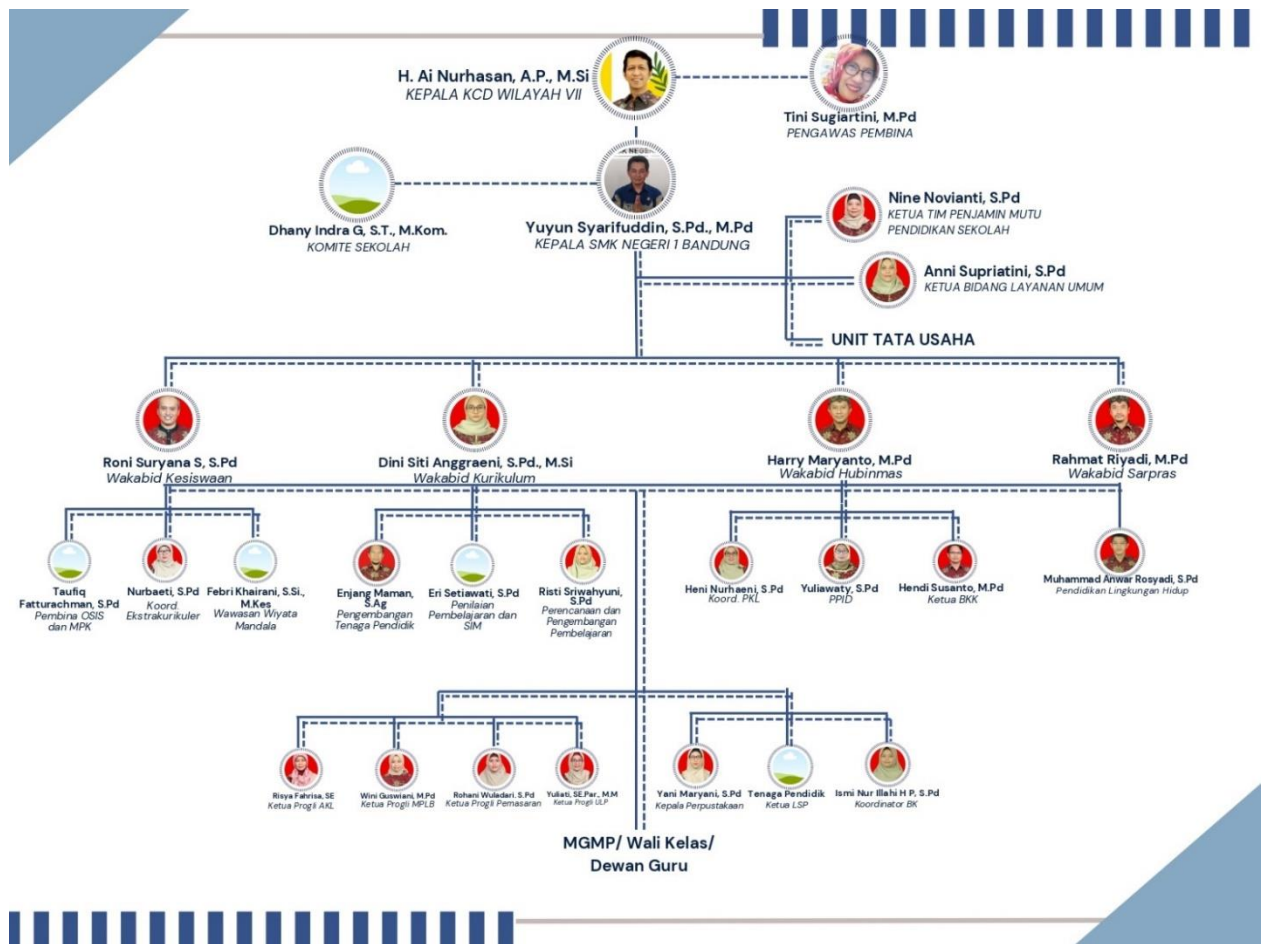 H. Ai Nurhasan, A.P., M.Si
KEPALA KCD WILAYAH VII
Tini Sugiartini, M.Pd
PENGAWAS PEMBINA
Dhany Indra G, S.T., M.Kom.
KOMITE SEKOLAH
Yuyun Syarifuddin, S.Pd., M.Pd
KEPALA SMK NEGERI 1 BANDUNG
Nine Novianti, S.Pd
KETUA TIM PENJAMIN MUTU
PENDIDIKAN SEKOLAH
Anni Supriatini, S.Pd
KETUA BIDANG LAYANAN UMUM
UNIT TATA USAHA
Roni Suryana S, S.Pd
Wakabid Kesiswaan
Dini Siti Anggraeni, S.Pd., M.Si
Wakabid Kurikulum
Harry Maryanto, M.Pd
Wakabid Hubinmas
Rahmat Riyadi, M.Pd
Wakabid Sarpras
Taufiq
Fatturachman, S.Pd
Pembina OSIS
dan MPK
Nurbaeti, S.Pd
Koord.
Ekstrakurikuler
Febri Khairani, S.Si.,
M.Kes
Wawasan Wiyata
Mandala
Enjang Maman,
S.Ag
Pengembangan
Tenaga Pendidik
Eri Setiawati, S.Pd
Penilaian
Pembelajaran dan
SIM
Risti Sriwahyuni,
S.Pd
Perencanaan dan
Pengembangan
Pembelajaran
Heni Nurhaeni, S.Pd
Koord. PKL
Yuliawaty, S.Pd
PPID
Hendi Susanto, M.Pd
Ketua BKK
Muhammad Anwar Rosyadi, S.Pd
Pendidikan Lingkungan Hidup
Risya Fahrisa, SE
Ketua Progli AKL
Wini Guswiani, M.Pd
Ketua Progli MPLB
Rohani Wuladari. S.Pd
Ketua Progli Pemasaran
Yuliati, SE.Par., M.M
Ketua Progli ULP
Yani Maryani, S.Pd
Kepala Perpustakaan
Tenaga Pendidik
Ketua LSP
Ismi Nur Illahi H P, S.Pd
Koordinator BK
MGMP/ Wali Kelas/
Dewan Guru